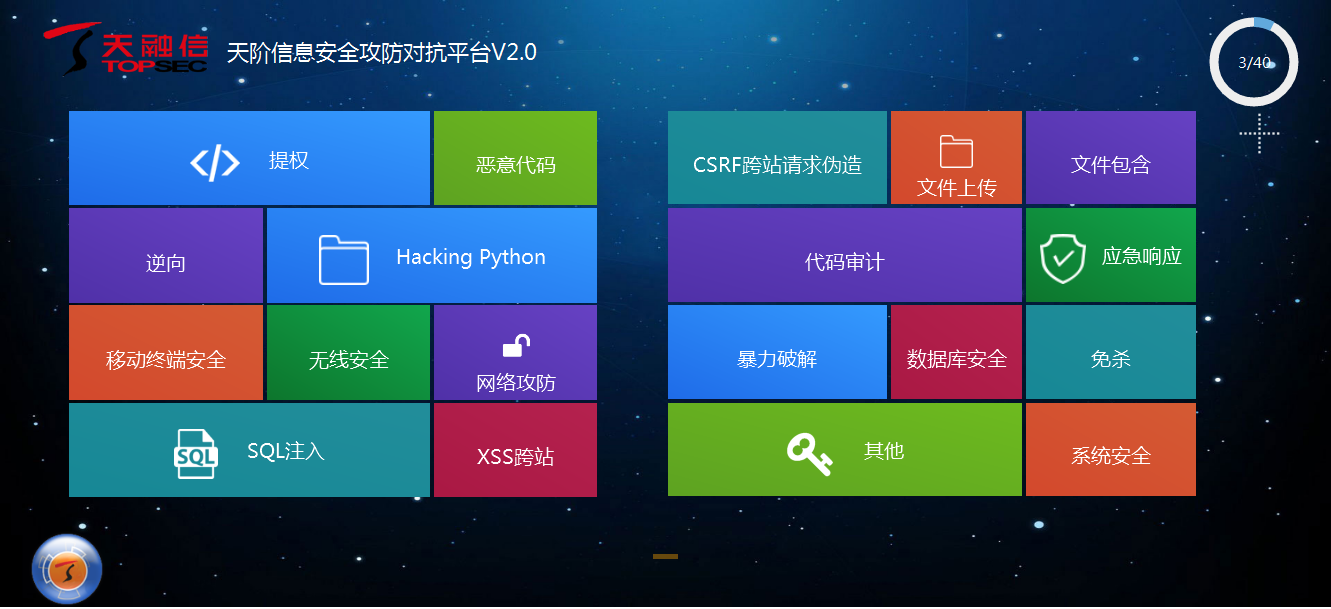 天融信
TOPSEC
天阶信息安全攻防对抗平台V2.0
3/40
提权
恶意代码
逆向
Hacking Python
移动终端安全
无线安全
网络攻防
SQL
SQL注入
XSS跨站
CSRF跨站请求伪造
文件上传
文件包含
代码审计
应急响应
暴力破解
数据库安全
免杀
其他
系统安全